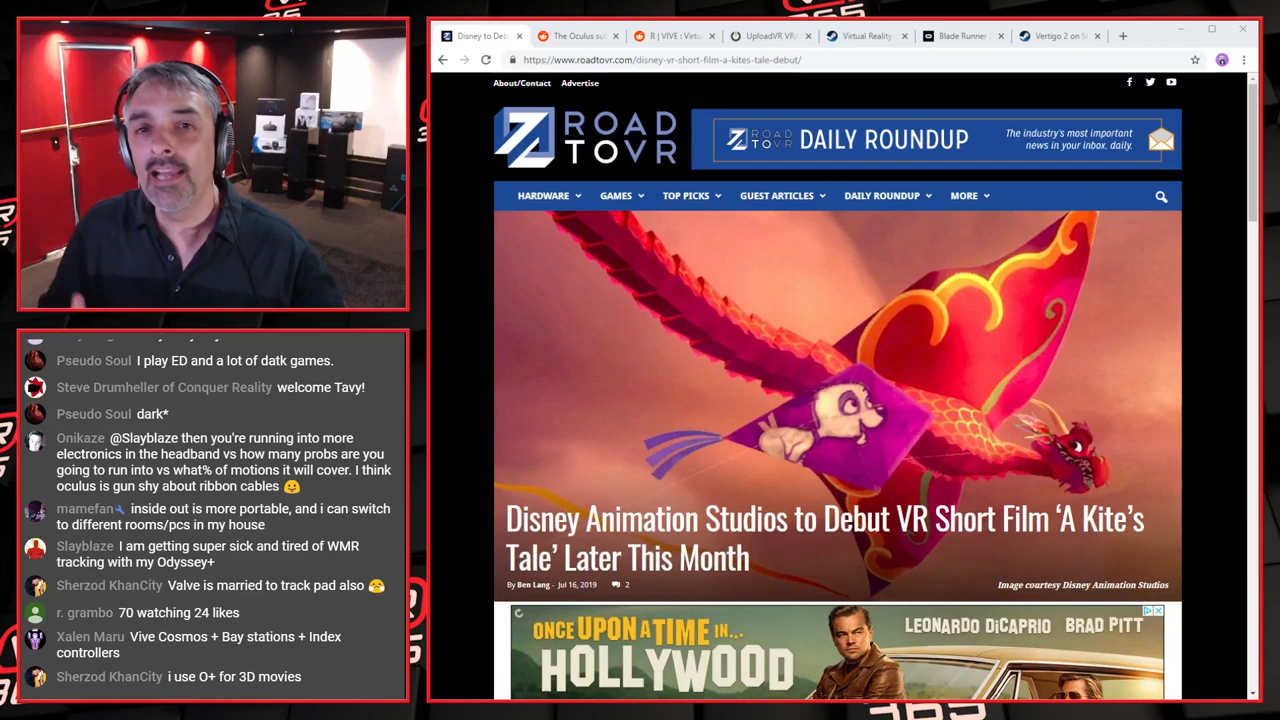 Disney to Deb
The Oculus sub
R | VIVE : Virtu
UploadVR VR
Virtual Reality
Blade Runner
Vertigo 2 on St
https://www.roadtovr.com/disney-vr-short-film-a-kites-tale-debut/
About/Contact Advertise
ROAD
TOVR
ROAD
TOVR
DAILY ROUNDUP
The industry's most important
news in your inbox, daily.
HARDWARE GAMES TOP PICKS GUEST ARTICLES DAILY ROUNDUP MORE
Disney Animation Studios to Debut VR Short Film ‘A Kite’s
Tale’ Later This Month
By Ben Lang - Jul 16, 2019 2
Image courtesy Disney Animation Studios
ONCE UPON A TIME IN...
HOLLYWOOD
LEONARDO DiCAPRIO BRAD PITT
Pseudo Soul I play ED and a lot of datk games.
Steve Drumheller of Conquer Reality welcome Tavy!
Pseudo Soul dark*
Onikaze @Slayblaze then you're running into more
electronics in the headband vs how many probs are you
going to run into vs what% of motions it will cover. I think
oculus is gun shy about ribbon cables
mamefan inside out is more portable, and i can switch
to different rooms/pcs in my house
Slayblaze I am getting super sick and tired of WMR
tracking with my Odyssey+
Sherzod KhanCity Valve is married to track pad also
r. grambo 70 watching 24 likes
Xalen Maru Vive Cosmos + Bay stations + Index
controllers
Sherzod KhanCity i use O+ for 3D movies